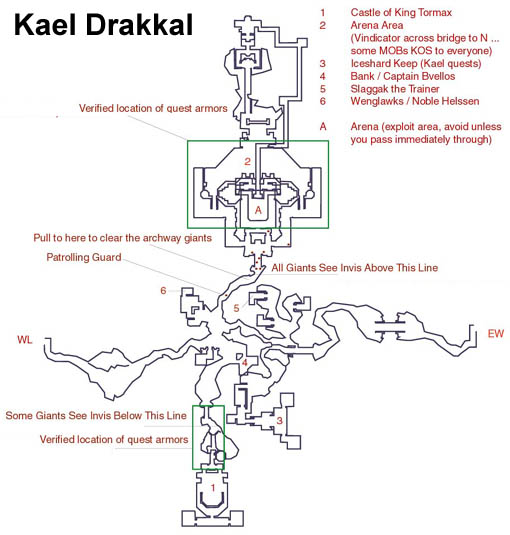 Kael Drakkal
1 Castle of King Tormax
2 Arena Area
(Vindicator across bridge to N ...
some MOBs KOS to everyone)
3 Iceshard Keep (Kael quests)
4 Bank / Captain Bvellos
5 Slaggak the Trainer
6 Wenglawks / Noble Helssen
A Arena (exploit area, avoid unless
you pass immediately through)
Verified location of quest armors
2
A
Pull to here to clear the archway giants
Patrolling Guard
All Giants See Invis Above This Line
6
5
WL
EW
4
Some Giants See Invis Below This Line
3
Verified location of quest armors
1